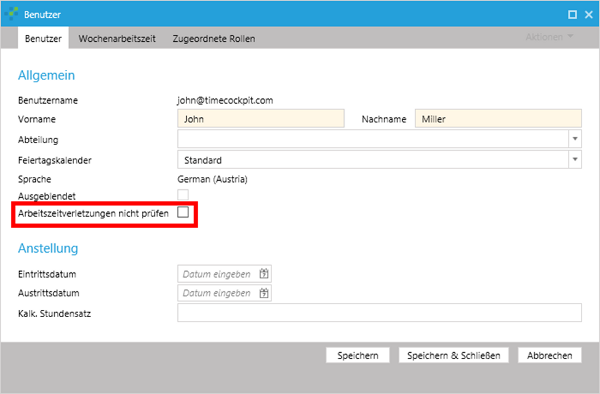 Benutzer
Benutzer Wochenarbeitszeit Zugeordnete Rollen Aktionen
Allgemein
Benutzername john@timecockpit.com
Vorname John Nachname Miller
Abteilung
Feiertagskalender Standard
Sprache German (Austria)
Ausgeblendet
Arbeitszeitverletzungen nicht prüfen
Anstellung
Eintrittsdatum Datum eingeben
Austrittsdatum Datum eingeben
Kalk. Stundensatz
Speichern Speichern & Schließen Abbrechen